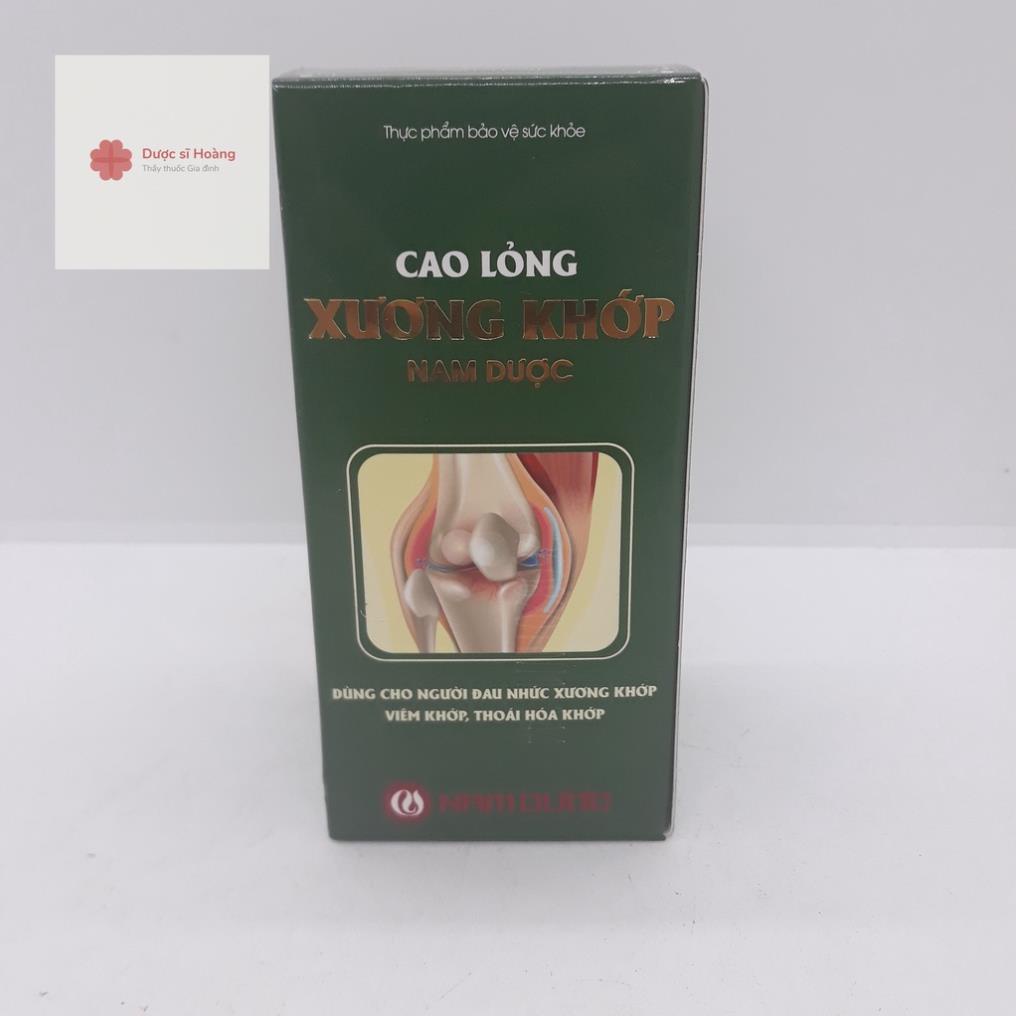 Dược sĩ Hoàng
Thầy thuốc Gia đình
Thực phẩm bảo vệ sức khỏe
CAO LỎNG
XƯƠNG KHỚP
NAM DƯỢC
DÙNG CHO NGƯỜI ĐAU NHỨC XƯƠNG KHỚP
VIÊM KHỚP, THOÁI HÓA KHỚP